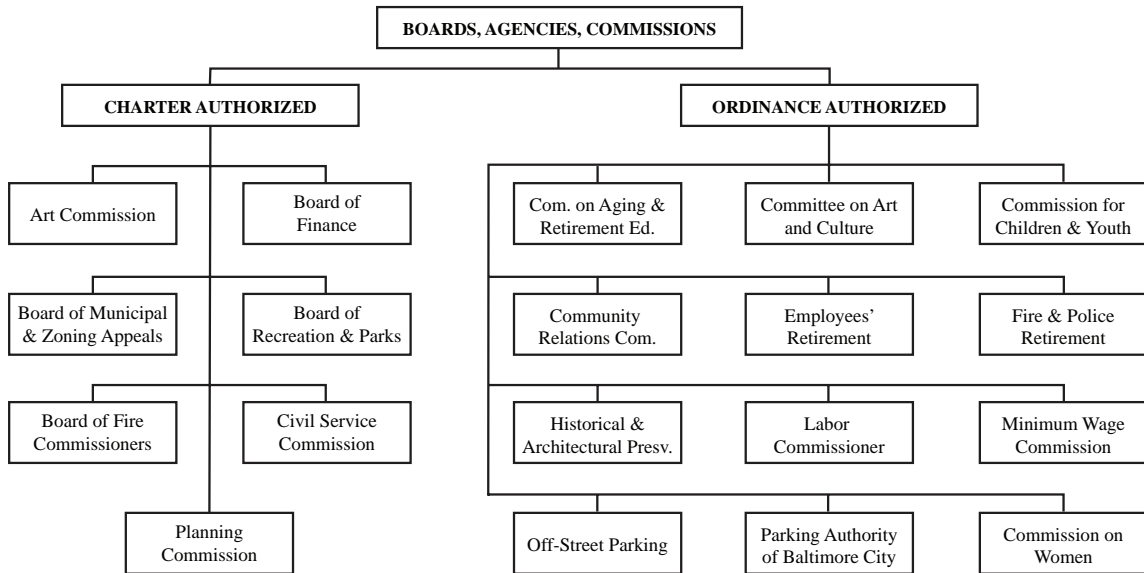 BOARDS, AGENCIES, COMMISSIONS
CHARTER AUTHORIZED
ORDINANCE AUTHORIZED
Art Commission
Board of
Finance
Com. on Aging &
Retirement Ed.
Committee on Art
and Culture
Commission for
Children & Youth
Board of Municipal
& Zoning Appeals
Board of
Recreation & Parks
Community
Relations Com.
Employees’
Retirement
Fire & Police
Retirement
Board of Fire
Commissioners
Civil Service
Commission
Historical &
Architectural Presv.
Labor
Commissioner
Minimum Wage
Commission
Planning
Commission
Off-Street Parking
Parking Authority
of Baltimore City
Commission on
Women